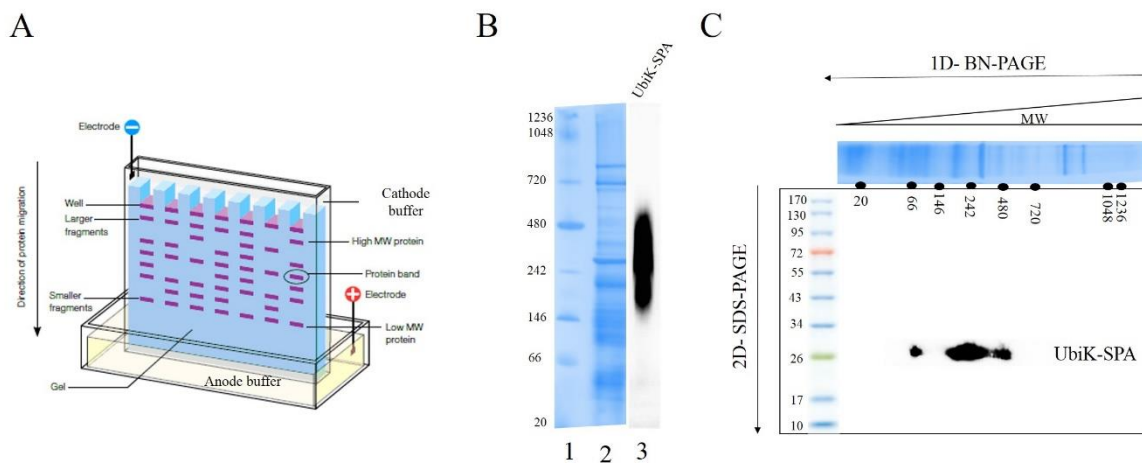 A
Electrode
Direction of protein migration
Well
Larger
fragments
Smaller
fragments
Gel
Cathode
buffer
High MW protein
Protein band
Electrode
Low MW
protein
Anode buffer
B
UbiK-SPA
1236
1048
720
480
242
146
66
20
1 2 3
C
1D- BN-PAGE
MW
20 66 146 242 480 720 1048 1236
2D- SDS-PAGE
170
130
95
72
55
43
34
26
17
10
UbiK-SPA